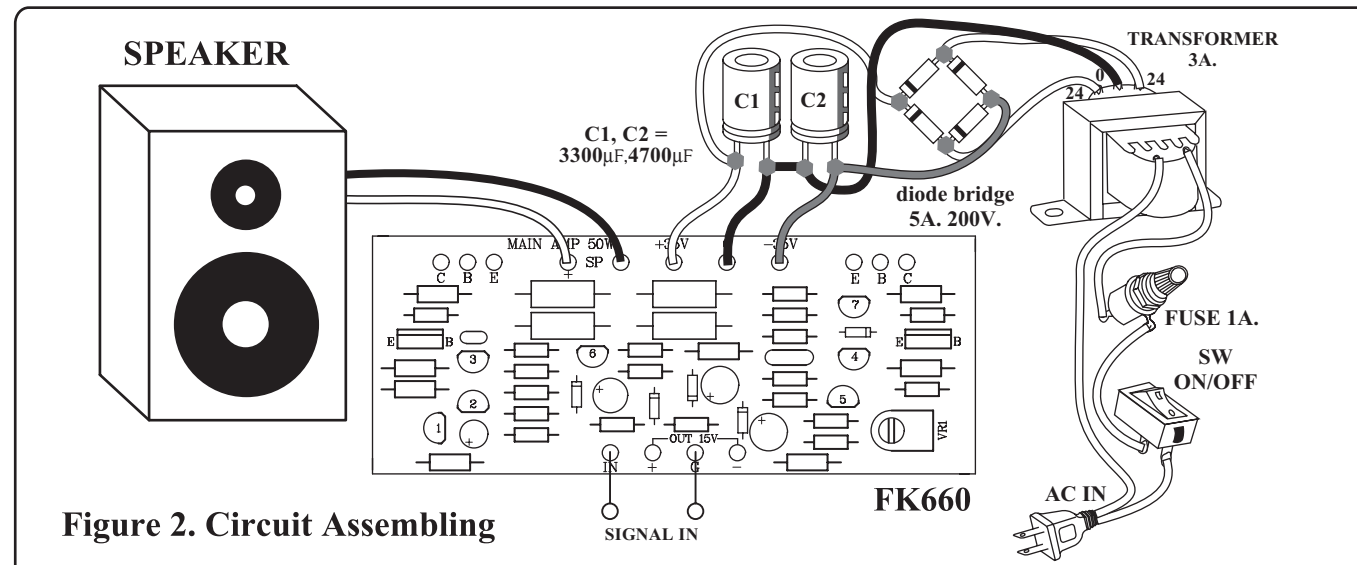 SPEAKER
C1
C2
C1, C2 =
3300µF,4700µF
TRANSFORMER
3A.
24
0
24
diode bridge
5A. 200V.
FUSE 1A.
SW
ON/OFF
AC IN
MAIN AMP 50W
+35V
-35V
+ SP
C B E
E B C
E B
E B
7
3
6
4
2
5
1
VR1
OUT 15V
IN + G -
FK660
SIGNAL IN
Figure 2. Circuit Assembling